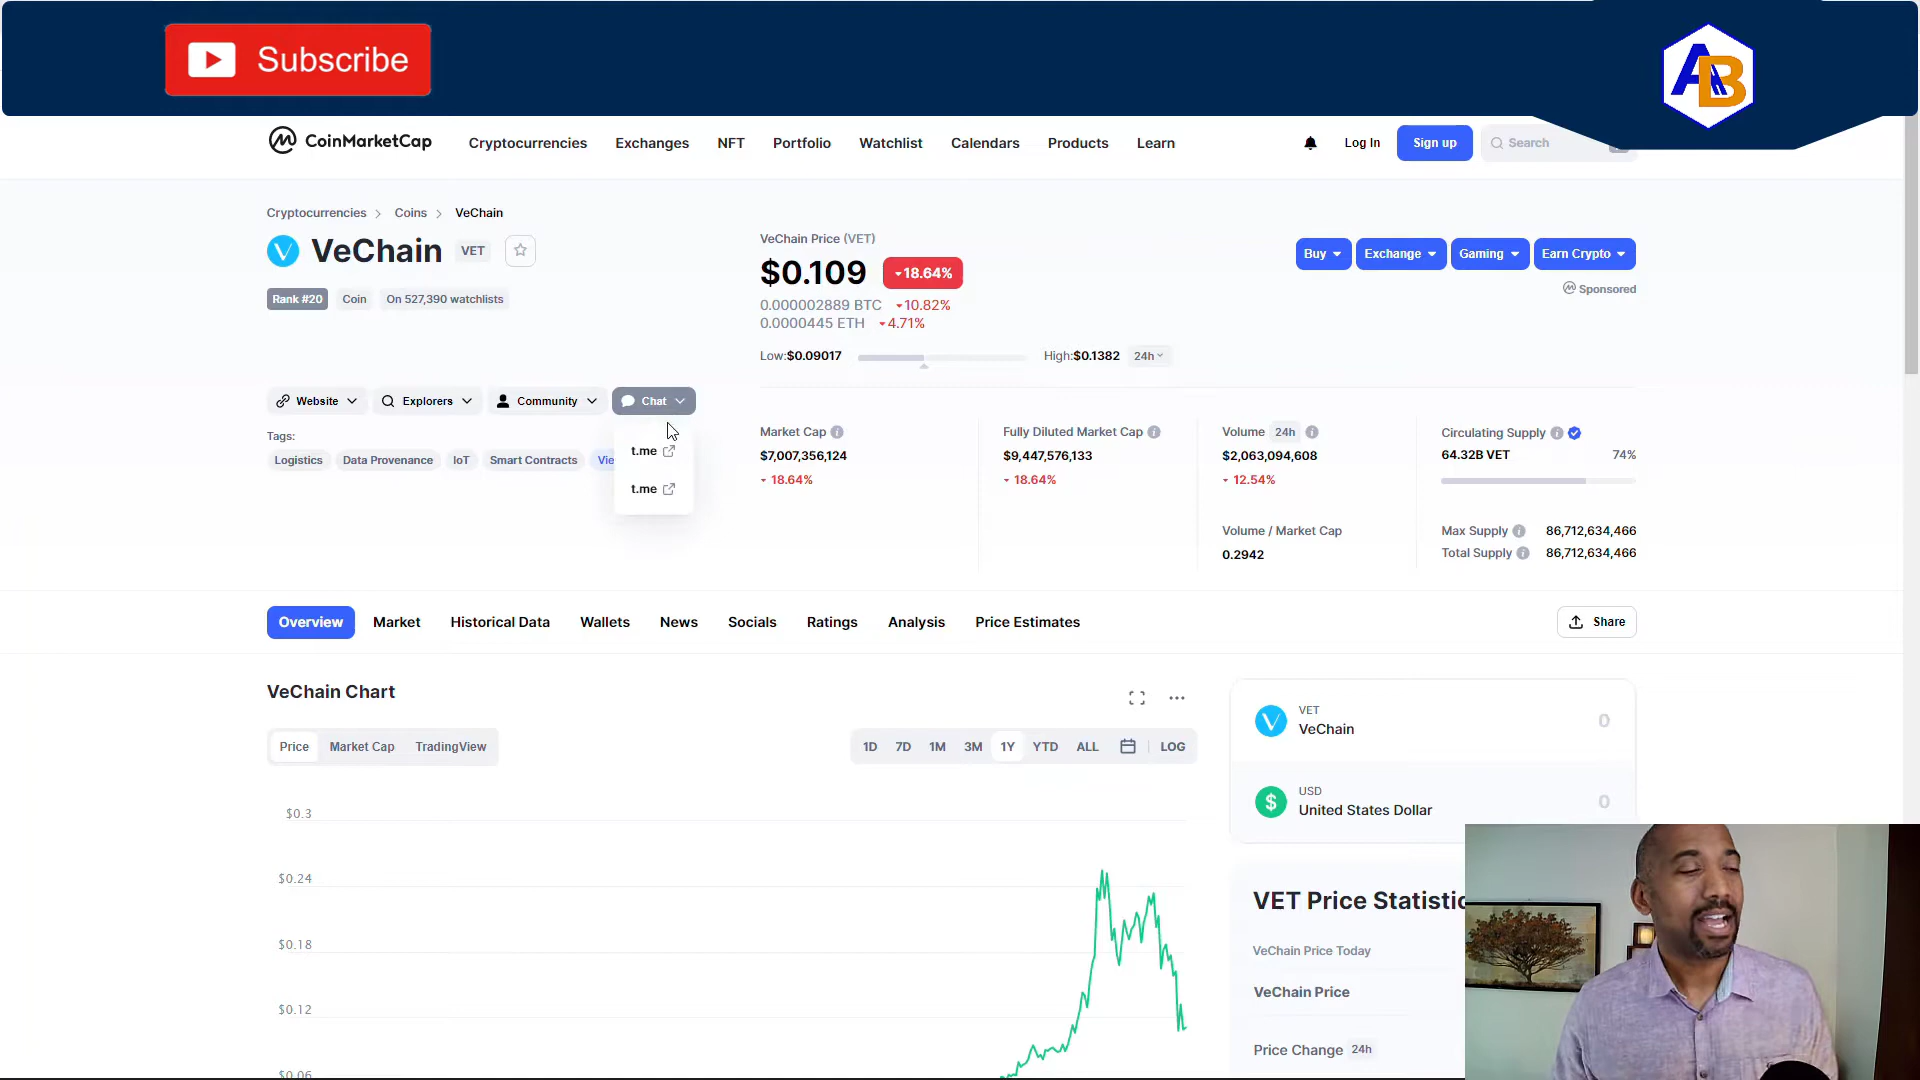 Subscribe
AB
CoinMarketCap
Cryptocurrencies Exchanges NFT Portfolio Watchlist Calendars Products Learn
Log In Sign up Search
Cryptocurrencies Coins VeChain
VeChain VET
Rank #20 Coin On 527,390 watchlists
VeChain Price (VET)
$0.109 18.64%
0.000002889 BTC 10.82%
0.0000445 ETH 4.71%
Low:$0.09017 High:$0.1382 24h
Buy Exchange Gaming Earn Crypto
Sponsored
Website Explorers Community Chat
t.me
t.me
Tags:
Logistics Data Provenance IoT Smart Contracts Vie
Market Cap
$7,007,356,124
18.64%
Fully Diluted Market Cap
$9,447,576,133
18.64%
Volume 24h
$2,063,094,608
12.54%
Volume / Market Cap
0.2942
Circulating Supply
64.32B VET 74%
Max Supply 86,712,634,466
Total Supply 86,712,634,466
Overview Market Historical Data Wallets News Socials Ratings Analysis Price Estimates
Share
VeChain Chart
Price Market Cap TradingView
1D 7D 1M 3M 1Y YTD ALL LOG
$0.3
$0.24
$0.18
$0.12
$0.06
VET
VeChain 0
USD
United States Dollar 0
VET Price Statistic
VeChain Price Today
VeChain Price
Price Change 24h